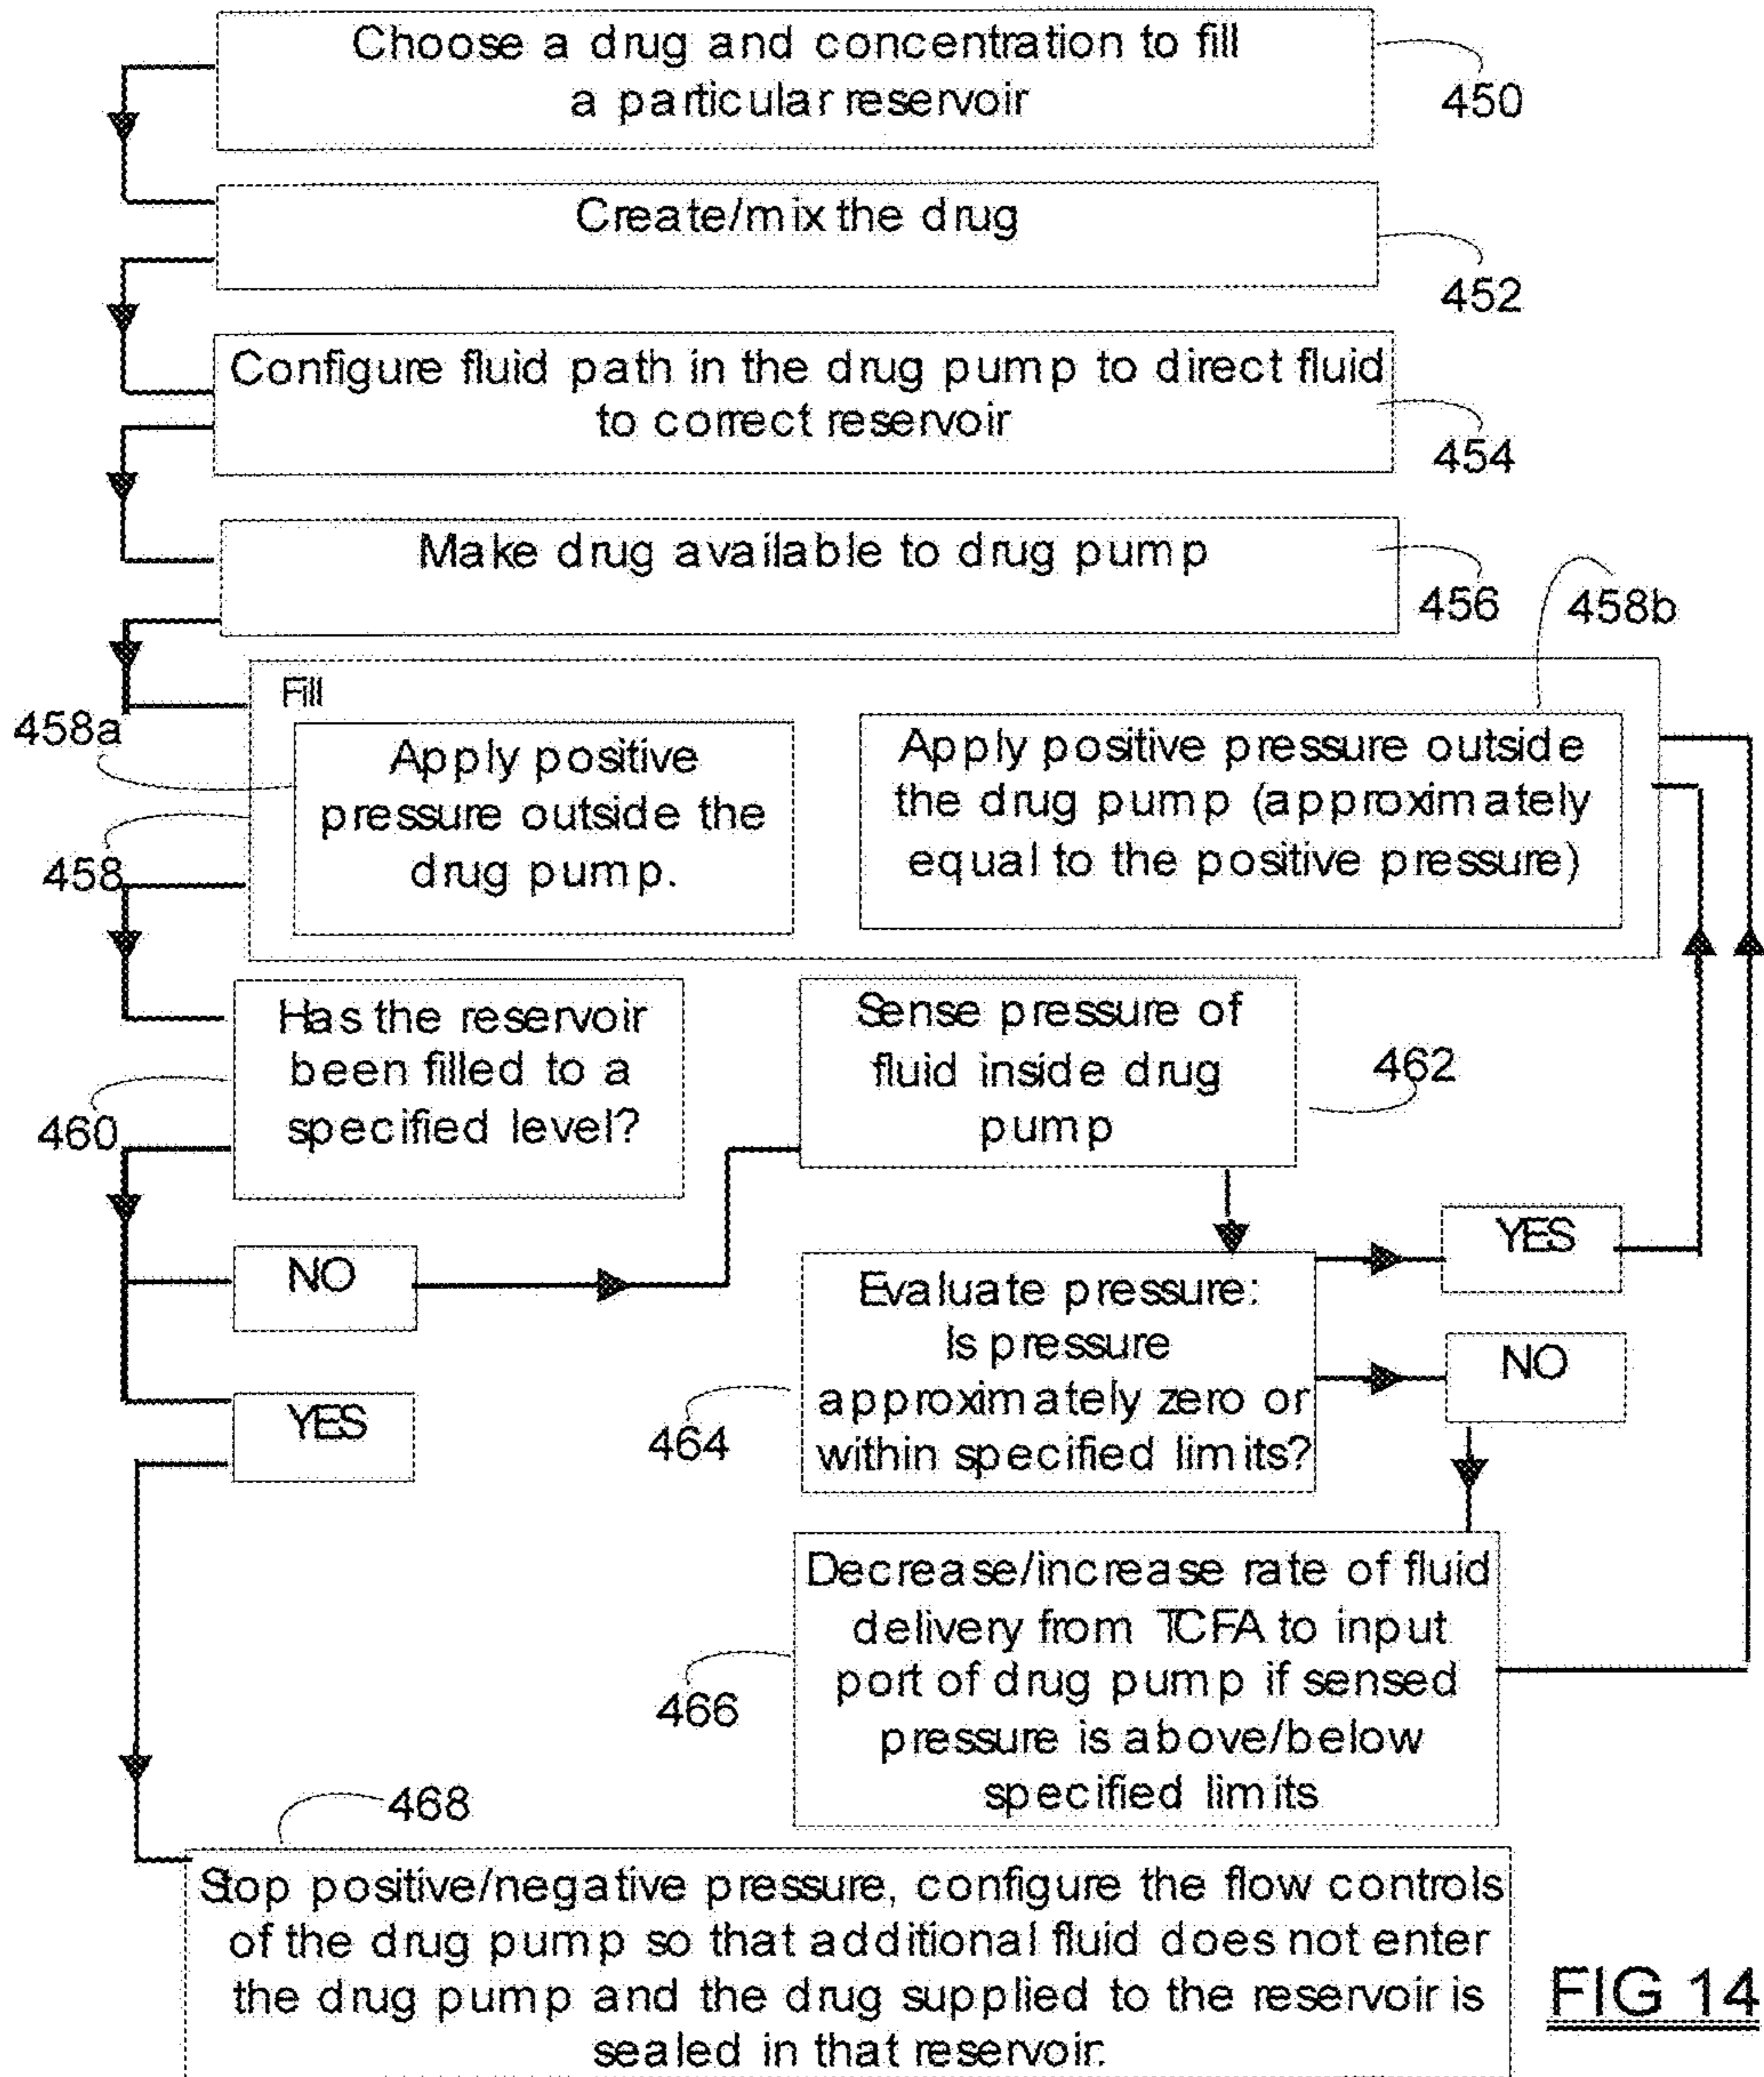 Choose a drug and concentration to fill
a particular reservoir
450
Create/mix the drug
452
Configure fluid path in the drug pump to direct fluid
to correct reservoir
454
Make drug available to drug pump
456
458b
Fill
458a
Apply positive
pressure outside the
drug pump.
458
Apply positive pressure outside
the drug pump (approximately
equal to the positive pressure)
Has the reservoir
been filled to a
specified level?
460
Sense pressure of
fluid inside drug
pump
462
NO
YES
Evaluate pressure:
Is pressure
approximately zero or
within specified limits?
464
YES
NO
Decrease/increase rate of fluid
delivery from TCFA to input
port of drug pump if sensed
pressure is above/below
specified limits
466
468
Stop positive/negative pressure, configure the flow controls
of the drug pump so that additional fluid does not enter
the drug pump and the drug supplied to the reservoir is
sealed in that reservoir.
FIG 14